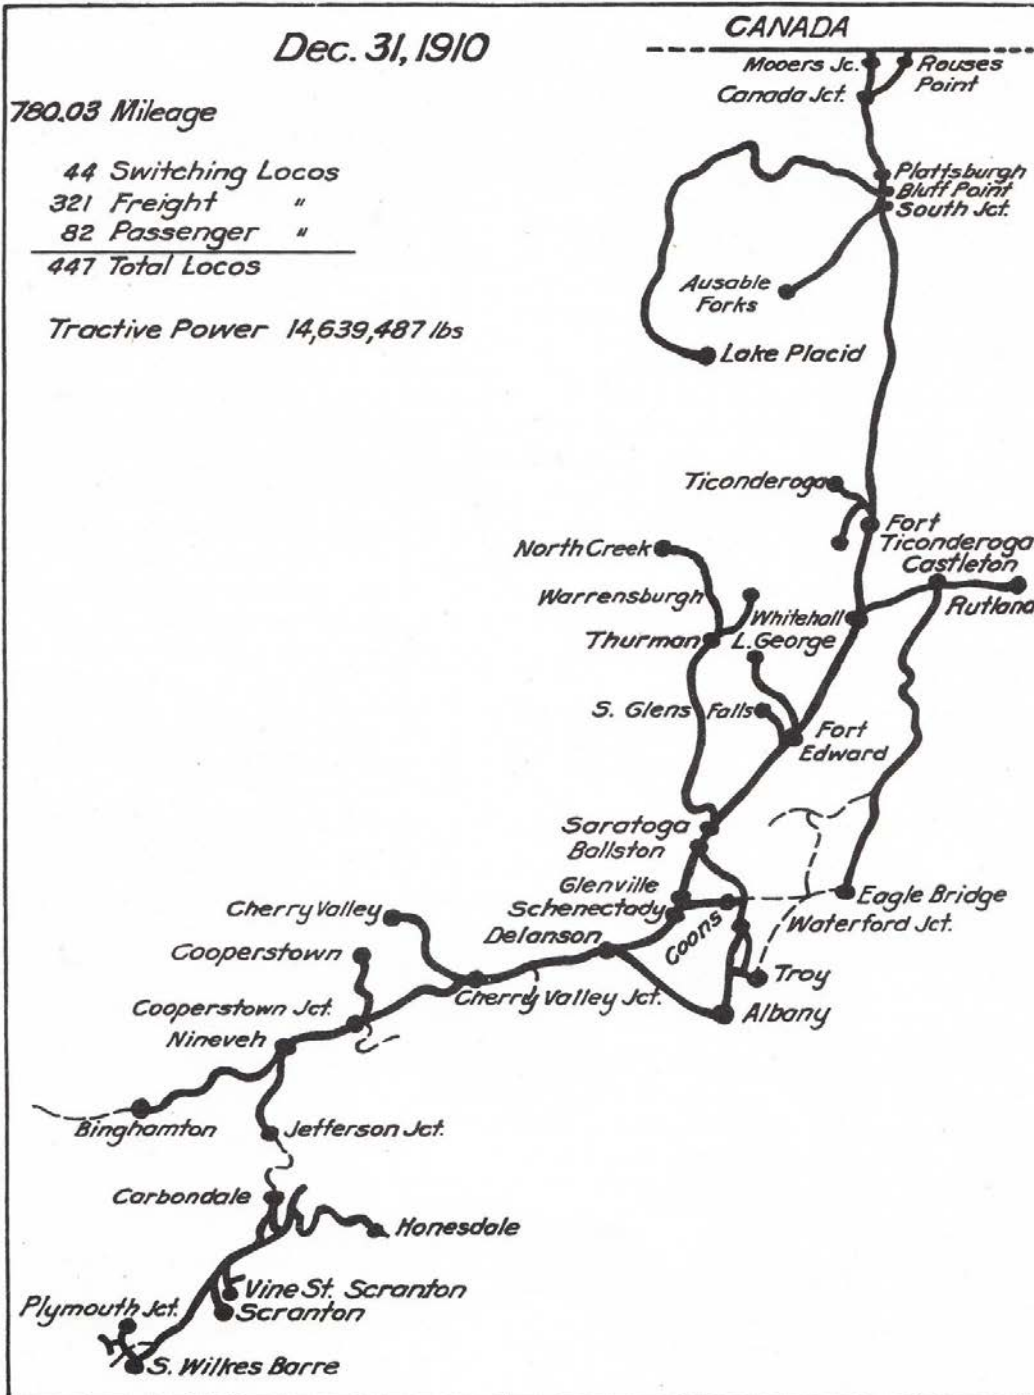 CANADA
Dec. 31, 1910
780.03 Mileage
44 Switching Locos
321 Freight "
82 Passenger "
447 Total Locos
Tractive Power 14,639,487 lbs
Mooers Jc.
Rouses
Point
Canada Jct.
Plattsburgh
Bluff Point
South Jct.
Ausable
Forks
Lake Placid
Ticonderoga
Fort
Ticonderoga
Castleton
Rutland
North Creek
Warrensburgh
Whitehall
Thurman
L. George
S. Glens Falls
Fort
Edward
Saratoga
Ballston
Glenville
Schenectady
Coons
Eagle Bridge
Waterford Jct.
Delanson
Troy
Albany
Cherry Valley
Cooperstown
Cherry Valley Jct.
Cooperstown Jct.
Nineveh
Binghamton
Jefferson Jct.
Carbondale
Honesdale
Vine St. Scranton
Scranton
Plymouth Jct.
S. Wilkes Barre